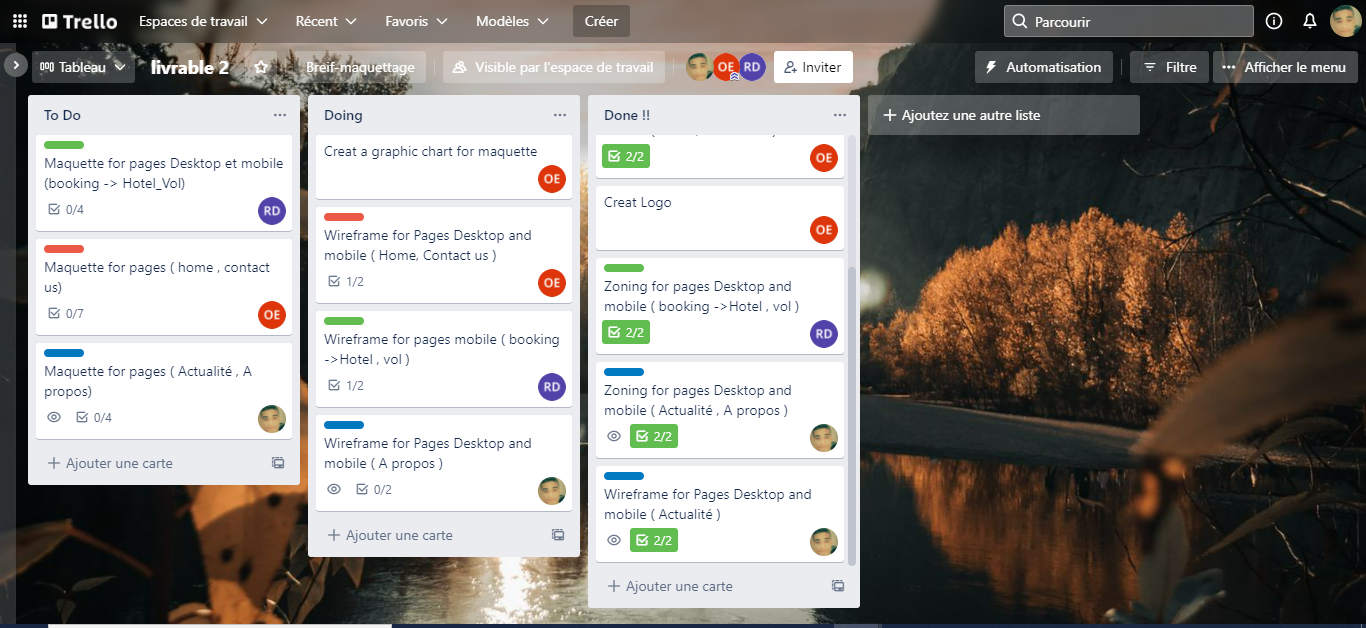 Trello
Espaces de travail
Récent
Favoris
Modèles
Créer
Parcourir
Tableau
livrable 2
Breif-maquettage
Visible par l'espace de travail
OE
RD
Inviter
Automatisation
Filtre
Afficher le menu
To Do
Maquette for pages Desktop et mobile
(booking -> Hotel_Vol)
0/4
RD
Maquette for pages ( home , contact
us)
0/7
OE
Maquette for pages ( Actualité , A
propos)
0/4
Ajouter une carte
Doing
Creat a graphic chart for maquette
OE
Wireframe for Pages Desktop and
mobile ( Home, Contact us )
1/2
OE
Wireframe for pages mobile ( booking
->Hotel , vol )
1/2
RD
Wireframe for Pages Desktop and
mobile ( A propos )
0/2
Ajouter une carte
Done !!
2/2
OE
Creat Logo
OE
Zoning for pages Desktop and
mobile ( booking ->Hotel , vol )
2/2
RD
Zoning for pages Desktop and
mobile ( Actualité , A propos )
2/2
Wireframe for Pages Desktop and
mobile ( Actualité )
2/2
Ajouter une carte
Ajoutez une autre liste